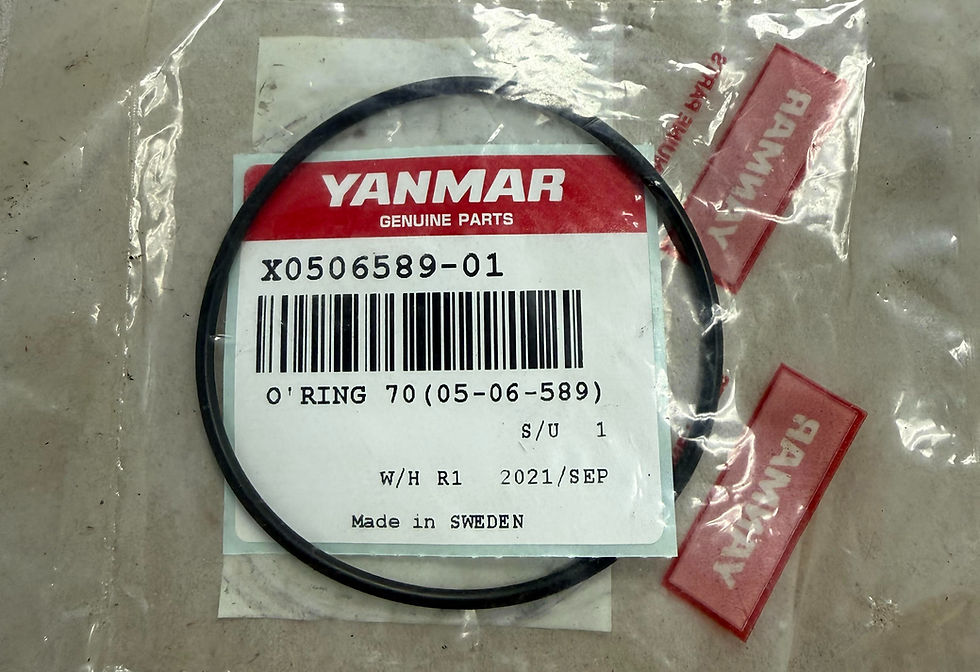 YANMAR
GENUINE PARTS
X0506589-01
O'RING 70(05-06-589)
S/U 1
W/H R1 2021/SEP
Made in SWEDEN
YANMAR
YANMAR